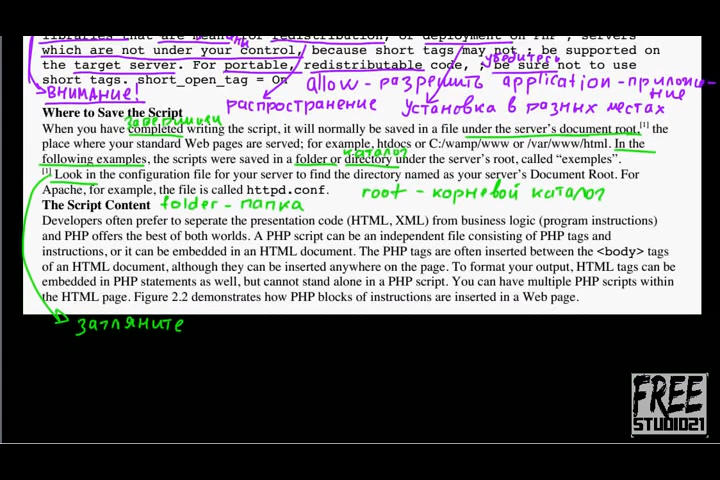 libraries that are meant for redistribution, or deployment on PHP ; servers
мени
which are not under your control, because short tags may not ; be supported on
убедитесь
the target server. For portable, redistributable code, ; be sure not to use
short tags. short_open_tag = On
allow - разрешить application - приложение
ВНИМАНИЕ!
распространение установка в разных местах
Where to Save the Script
завершили
When you have completed writing the script, it will normally be saved in a file under the server's document root,[1] the
place where your standard Web pages are served; for example, htdocs or C:/wamp/www or /var/www/html. In the
каталог
following examples, the scripts were saved in a folder or directory under the server's root, called “exemples”.
[1] Look in the configuration file for your server to find the directory named as your server's Document Root. For
Apache, for example, the file is called httpd.conf.
root - корневой каталог
The Script Content folder - папка
Developers often prefer to seperate the presentation code (HTML, XML) from business logic (program instructions)
and PHP offers the best of both worlds. A PHP script can be an independent file consisting of PHP tags and
instructions, or it can be embedded in an HTML document. The PHP tags are often inserted between the <body> tags
of an HTML document, although they can be inserted anywhere on the page. To format your output, HTML tags can be
embedded in PHP statements as well, but cannot stand alone in a PHP script. You can have multiple PHP scripts within
the HTML page. Figure 2.2 demonstrates how PHP blocks of instructions are inserted in a Web page.
загляните
FREE
STUDIO21